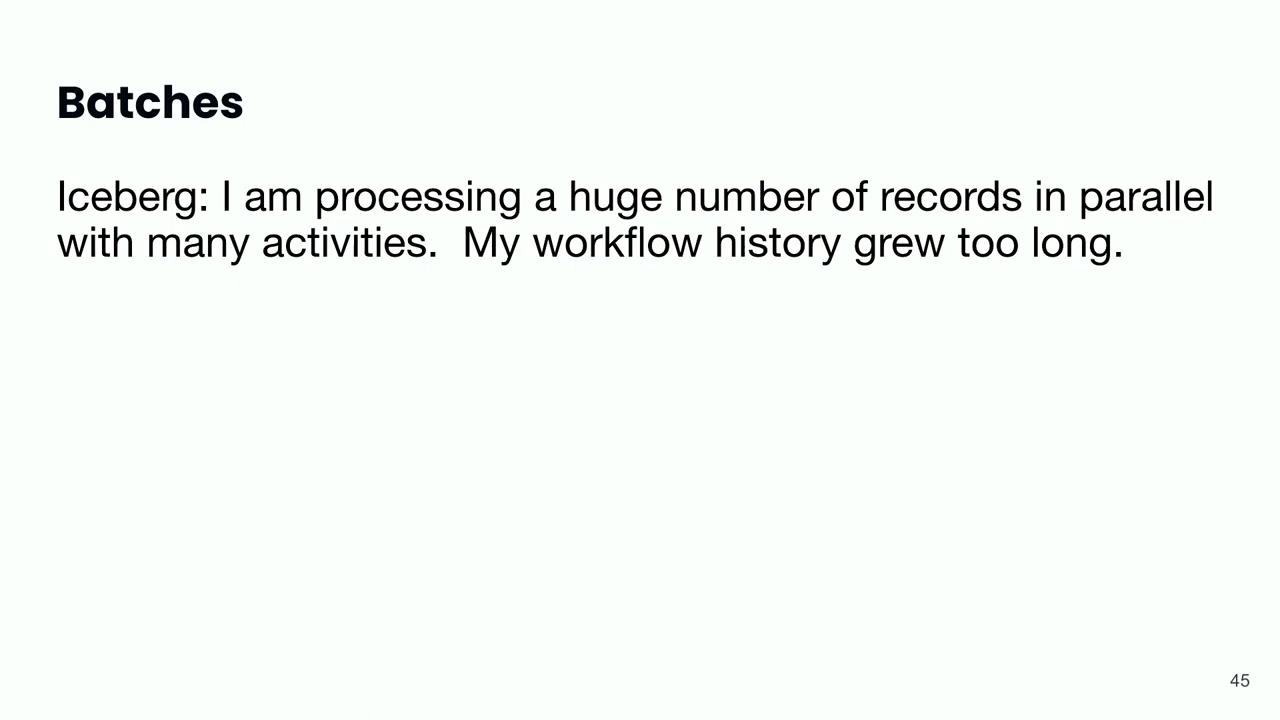 Batches
Iceberg: I am processing a huge number of records in parallel
with many activities.  My workflow history grew too long.
45